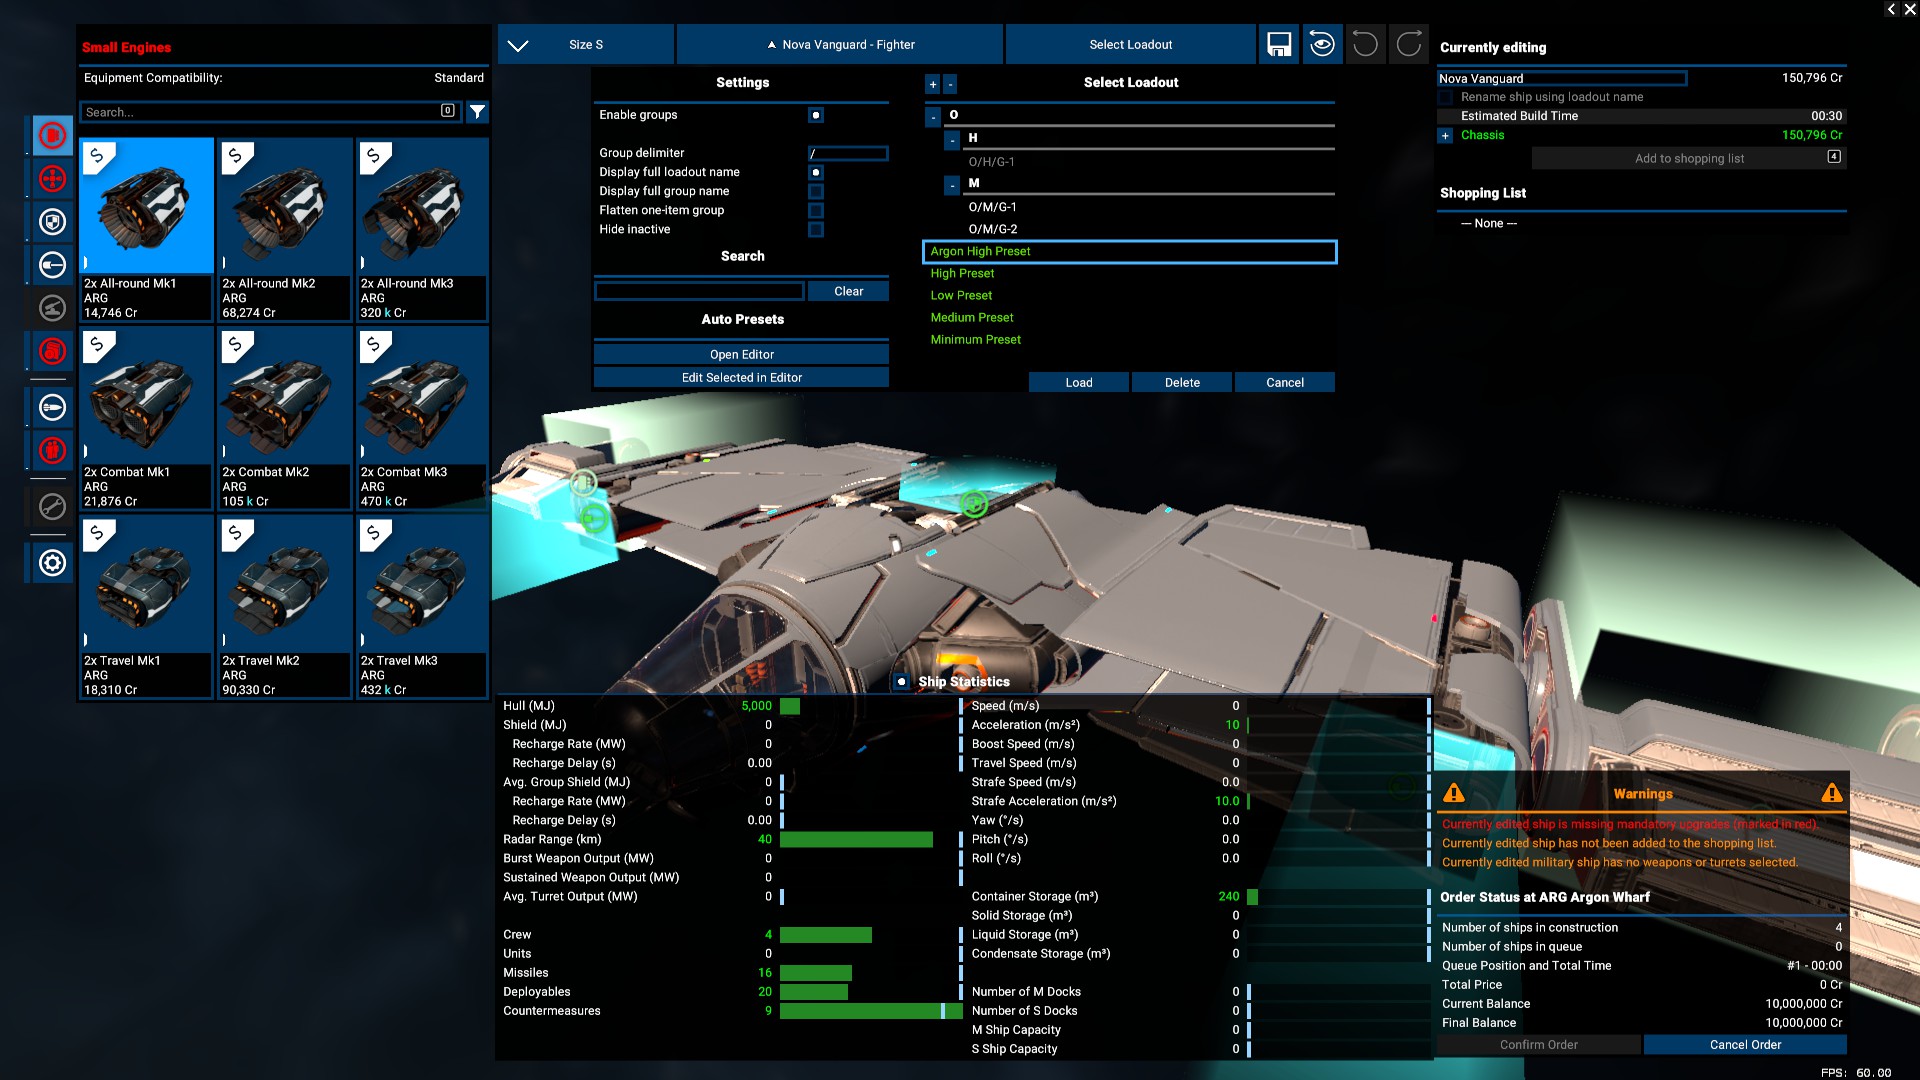 Small Engines
Equipment Compatibility: Standard
Search... 0
2x All-round Mk1
ARG
14,746 Cr
2x All-round Mk2
ARG
68,274 Cr
2x All-round Mk3
ARG
320 k Cr
2x Combat Mk1
ARG
21,876 Cr
2x Combat Mk2
ARG
105 k Cr
2x Combat Mk3
ARG
470 k Cr
2x Travel Mk1
ARG
18,310 Cr
2x Travel Mk2
ARG
90,330 Cr
2x Travel Mk3
ARG
432 k Cr
Size S
Nova Vanguard - Fighter
Select Loadout
Settings
Enable groups
Group delimiter /
Display full loadout name
Display full group name
Flatten one-item group
Hide inactive
Search
Clear
Auto Presets
Open Editor
Edit Selected in Editor
+ - Select Loadout
- O
- H
O/H/G-1
- M
O/M/G-1
O/M/G-2
Argon High Preset
High Preset
Low Preset
Medium Preset
Minimum Preset
Load Delete Cancel
Ship Statistics
Hull (MJ) 5,000
Shield (MJ) 0
Recharge Rate (MW) 0
Recharge Delay (s) 0.00
Avg. Group Shield (MJ) 0
Recharge Rate (MW) 0
Recharge Delay (s) 0.00
Radar Range (km) 40
Burst Weapon Output (MW) 0
Sustained Weapon Output (MW) 0
Avg. Turret Output (MW) 0
Crew 4
Units 0
Missiles 16
Deployables 20
Countermeasures 9
Speed (m/s) 0
Acceleration (m/s²) 10
Boost Speed (m/s) 0
Travel Speed (m/s) 0
Strafe Speed (m/s) 0.0
Strafe Acceleration (m/s²) 10.0
Yaw (°/s) 0.0
Pitch (°/s) 0.0
Roll (°/s) 0.0
Container Storage (m³) 240
Solid Storage (m³) 0
Liquid Storage (m³) 0
Condensate Storage (m³) 0
Number of M Docks 0
Number of S Docks 0
M Ship Capacity 0
S Ship Capacity 0
Currently editing
Nova Vanguard 150,796 Cr
Rename ship using loadout name
Estimated Build Time 00:30
+ Chassis 150,796 Cr
Add to shopping list 4
Shopping List
--- None ---
Warnings
Currently edited ship is missing mandatory upgrades (marked in red).
Currently edited ship has not been added to the shopping list.
Currently edited military ship has no weapons or turrets selected.
Order Status at ARG Argon Wharf
Number of ships in construction 4
Number of ships in queue 0
Queue Position and Total Time #1 - 00:00
Total Price 0 Cr
Current Balance 10,000,000 Cr
Final Balance 10,000,000 Cr
Confirm Order Cancel Order
FPS: 60.00